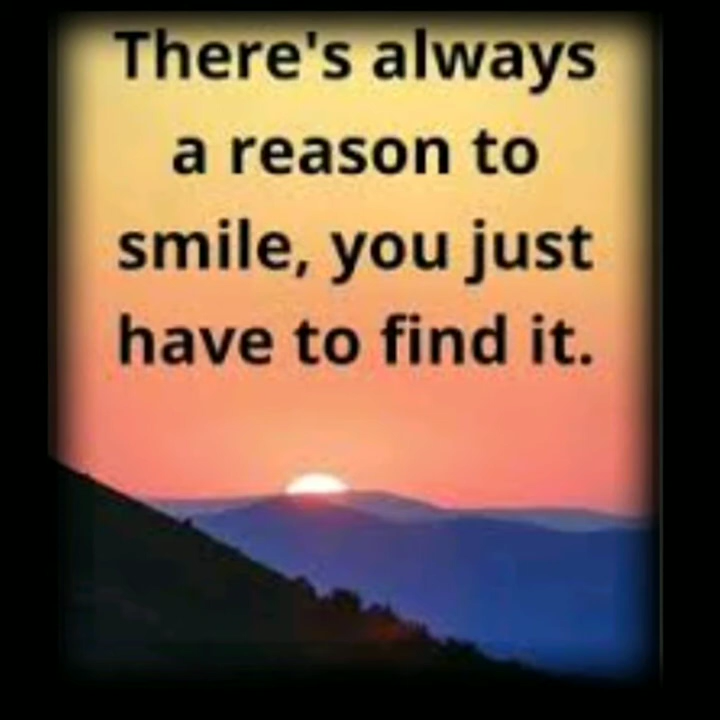 There's always
a reason to
smile, you just
have to find it.